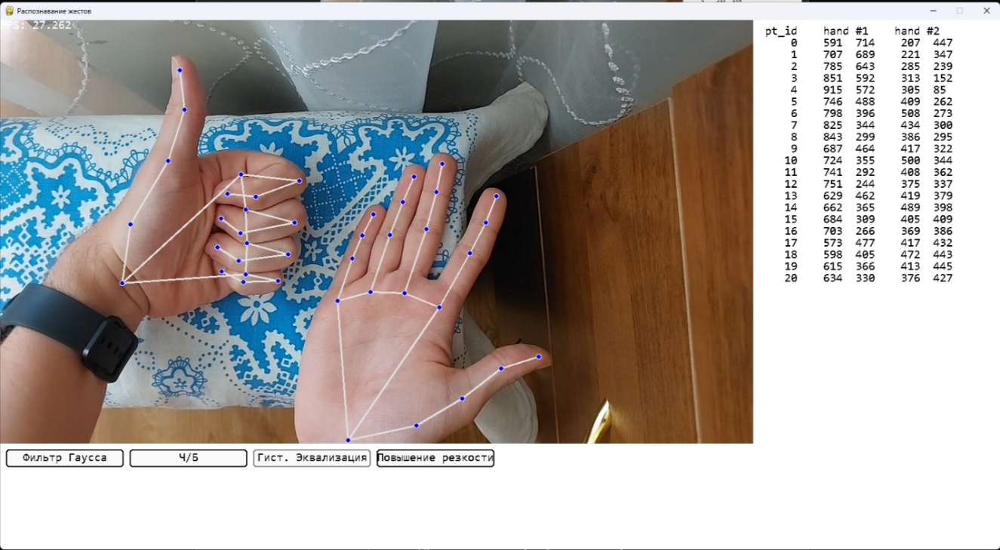 Распознавание жестов
FPS: 27.262
pt_id hand #1 hand #2
0 591 714 207 447
1 707 689 221 347
2 785 643 285 239
3 851 592 313 152
4 915 572 305 85
5 746 488 409 262
6 798 396 508 273
7 825 344 434 300
8 843 299 386 295
9 687 464 417 322
10 724 355 500 344
11 741 292 408 362
12 751 244 375 337
13 629 462 419 379
14 662 365 489 398
15 684 309 405 409
16 703 266 369 386
17 573 477 417 432
18 598 405 472 443
19 615 366 413 445
20 634 330 376 427
Фильтр Гаусса
Ч/Б
Гист. Эквализация
Повышение резкости